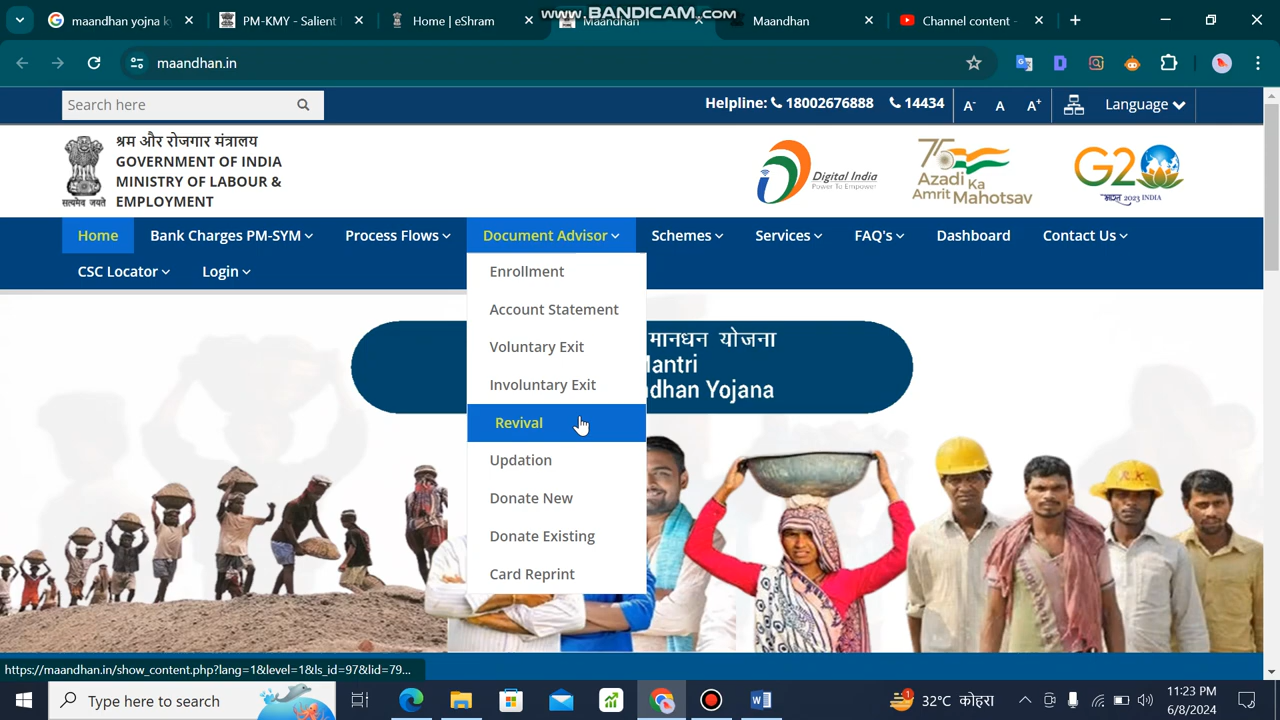 www.BANDICAM.com
maandhan yojna k
PM-KMY - Salient
Home | eShram
Maandhan
Maandhan
Channel content -
maandhan.in
Search here
Helpline: 18002676888 14434
A- A A+
Language
श्रम और रोजगार मंत्रालय
GOVERNMENT OF INDIA
MINISTRY OF LABOUR &
EMPLOYMENT
सत्यमेव जयते
Digital India
Power To Empower
75
Azadi Ka
Amrit Mahotsav
G20
भारत 2023 INDIA
Home
Bank Charges PM-SYM
Process Flows
Document Advisor
Schemes
Services
FAQ's
Dashboard
Contact Us
CSC Locator
Login
Enrollment
Account Statement
Voluntary Exit
Involuntary Exit
Revival
Updation
Donate New
Donate Existing
Card Reprint
मानधन योजना
Mantri
andhan Yojana
https://maandhan.in/show_content.php?lang=1&level=1&ls_id=97&lid=79...
Type here to search
1
32°C कोहरा
11:23 PM
6/8/2024